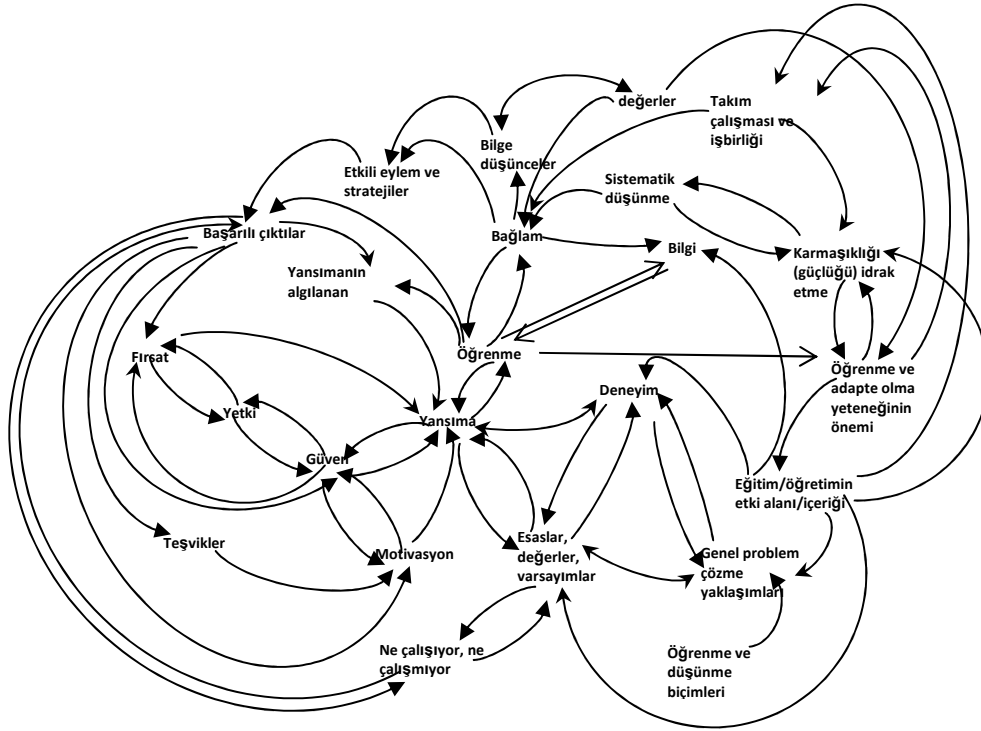 değerler
Takım
çalışması ve
işbirliği
Bilge
düşünceler
Etkili eylem ve
stratejiler
Sistematik
düşünme
Başarılı çıktılar
Bağlam
Bilgi
Karmaşıklığı
(güçlüğü) idrak
etme
Yansımanın
algılanan
Fırsat
Öğrenme
Öğrenme ve
adapte olma
yeteneğinin
önemi
Deneyim
Yetki
Yansıma
Güven
Eğitim/öğretimin
etki alanı/içeriği
Teşvikler
Motivasyon
Esaslar,
değerler,
varsayımlar
Genel problem
çözme
yaklaşımları
Ne çalışıyor, ne
çalışmıyor
Öğrenme ve
düşünme
biçimleri